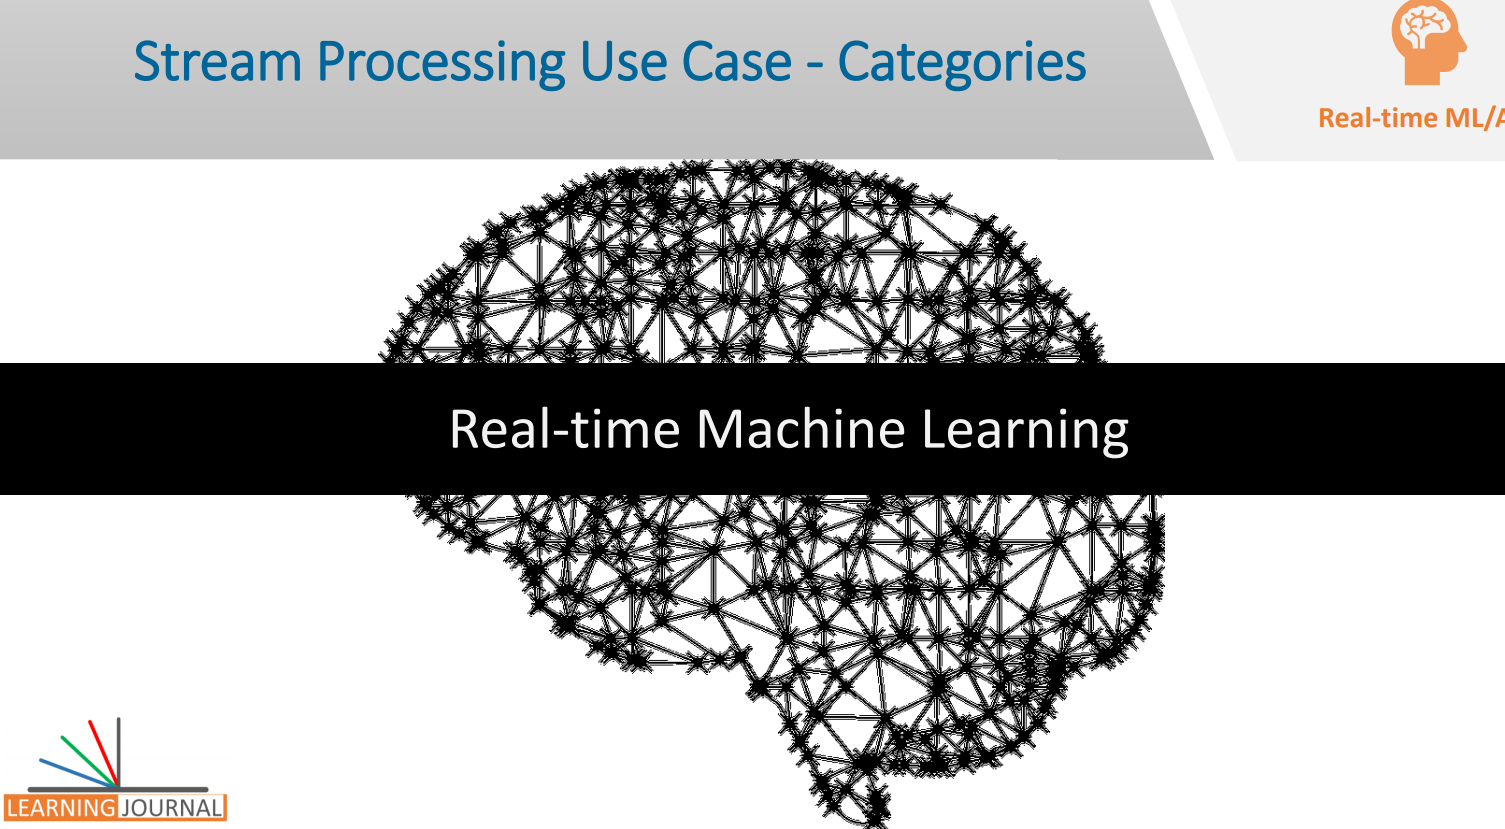 Stream Processing Use Case - Categories
Real-time ML/A
Real-time Machine Learning
LEARNING JOURNAL